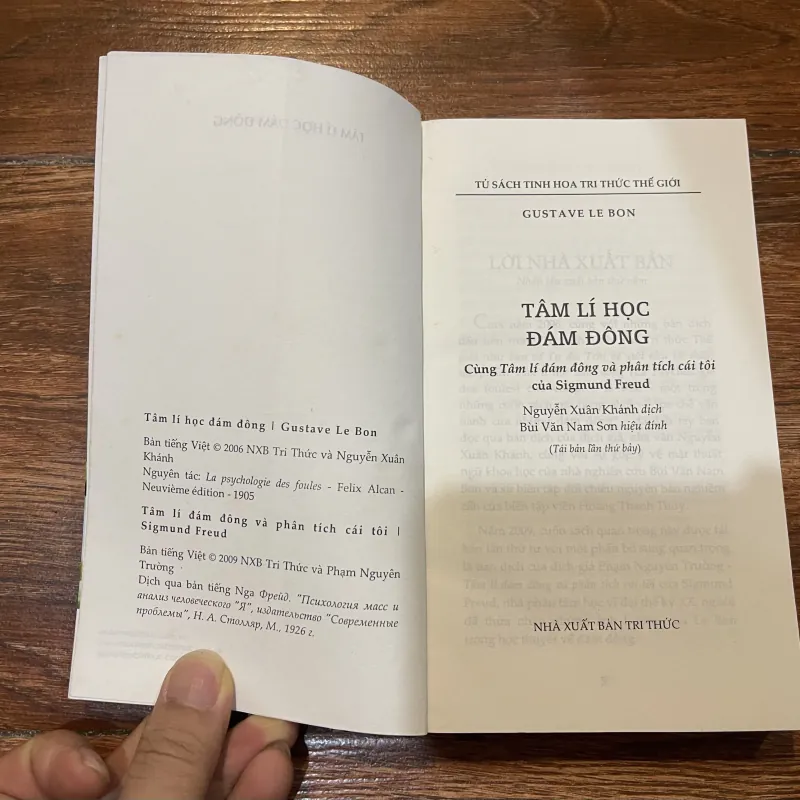 Tâm lí học đám đông | Gustave Le Bon
Bản tiếng Việt © 2006 NXB Tri Thức và Nguyễn Xuân
Khánh
Nguyên tác: La psychologie des foules - Felix Alcan -
Neuvième édition - 1905
Tâm lí đám đông và phân tích cái tôi |
Sigmund Freud
Bản tiếng Việt © 2009 NXB Tri Thức và Phạm Nguyên
Trường
Dịch qua bản tiếng Nga Фрейд, "Психология масс и
анализ человеческого "Я", издательство "Современные
проблемы", Н. А. Столляр, М., 1926 г.
TỦ SÁCH TINH HOA TRI THỨC THẾ GIỚI
GUSTAVE LE BON
TÂM LÍ HỌC
ĐÁM ĐÔNG
Cùng Tâm lí đám đông và phân tích cái tôi
của Sigmund Freud
Nguyễn Xuân Khánh dịch
Bùi Văn Nam Sơn hiệu đính
(Tái bản lần thứ bảy)
NHÀ XUẤT BẢN TRI THỨC